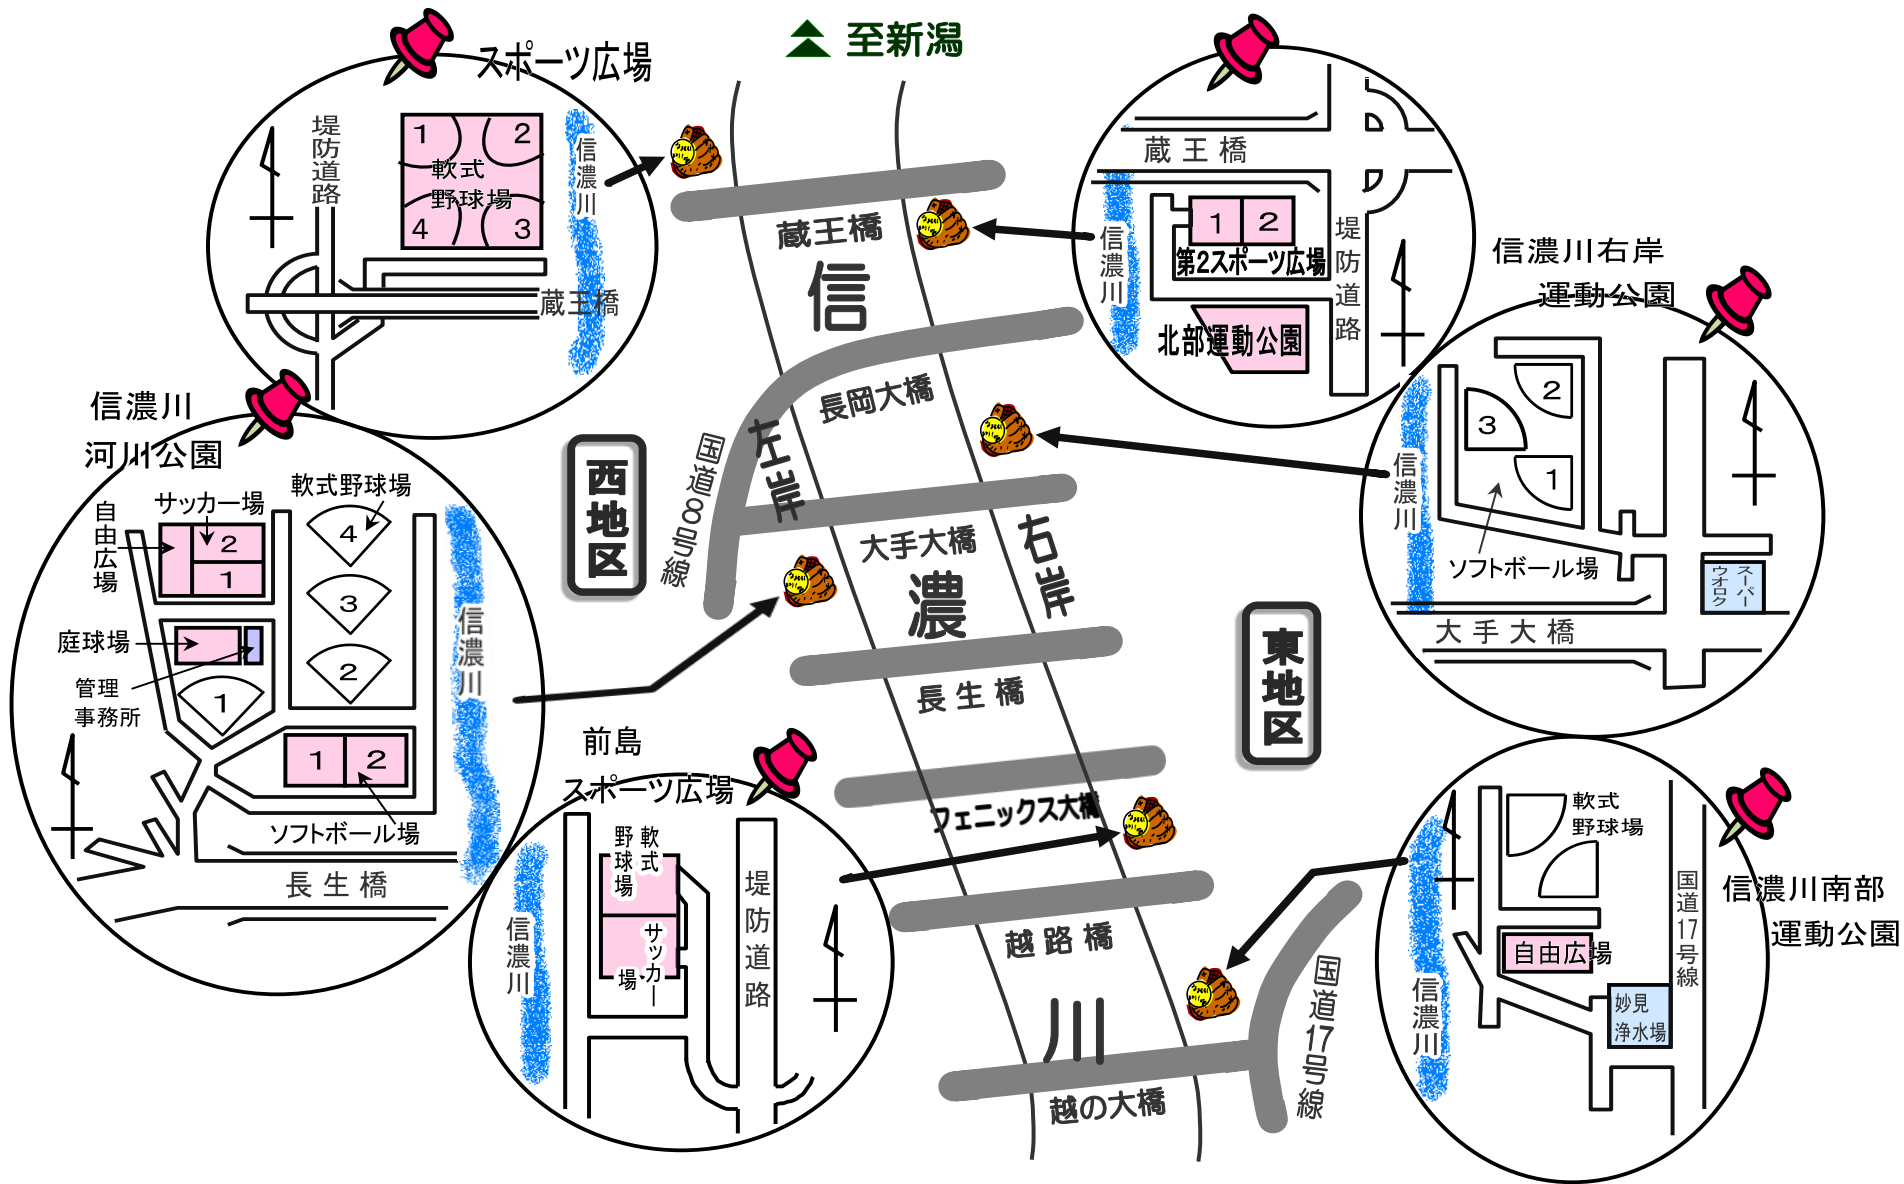 至新潟
スポーツ広場
堤防道路
1
2
軟式
野球場
4
3
信濃川
蔵王橋
蔵王橋
信濃川
1
2
第2スポーツ広場
北部運動公園
堤防道路
信濃川右岸
運動公園
信濃川
2
3
1
ソフトボール場
スーパー
ウオロク
大手大橋
信濃川
河川公園
自由広場
サッカー場
2
1
軟式野球場
4
3
2
1
庭球場
管理
事務所
1
2
ソフトボール場
信濃川
長生橋
西地区
国道8号線
左岸
蔵王橋
信
長岡大橋
大手大橋
濃
右岸
長生橋
フェニックス大橋
越路橋
川
越の大橋
国道17号線
東地区
前島
スポーツ広場
軟式
野球場
サッカー
場
信濃川
堤防道路
軟式
野球場
自由広場
妙見
浄水場
国道17号線
信濃川
信濃川南部
運動公園